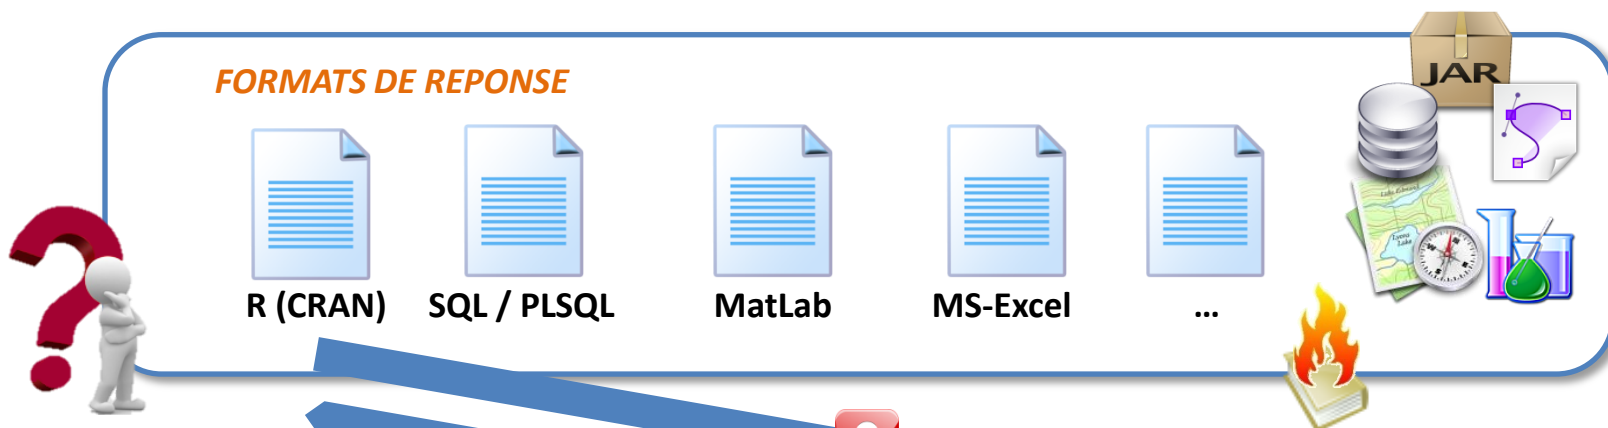 JAR
FORMATS DE REPONSE
R (CRAN) SQL / PLSQL MatLab MS-Excel ...